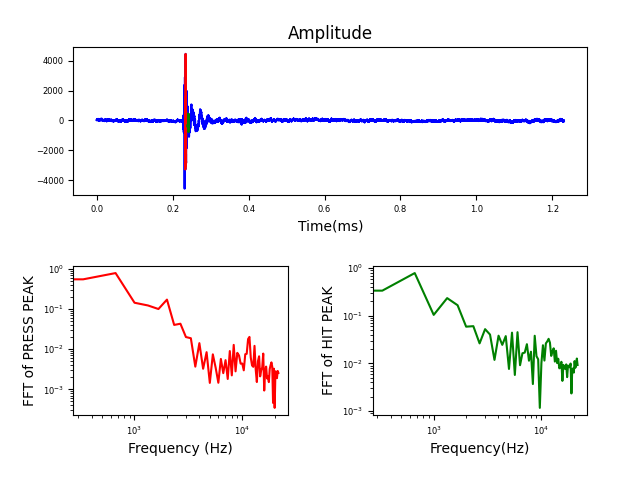 Amplitude
4000
2000
0
−2000
−4000
0.0 0.2 0.4 0.6 0.8 1.0 1.2
Time(ms)
FFT of PRESS PEAK
10⁰
10⁻¹
10⁻²
10⁻³
10³ 10⁴
Frequency (Hz)
FFT of HIT PEAK
10⁰
10⁻¹
10⁻²
10⁻³
10³ 10⁴
Frequency(Hz)